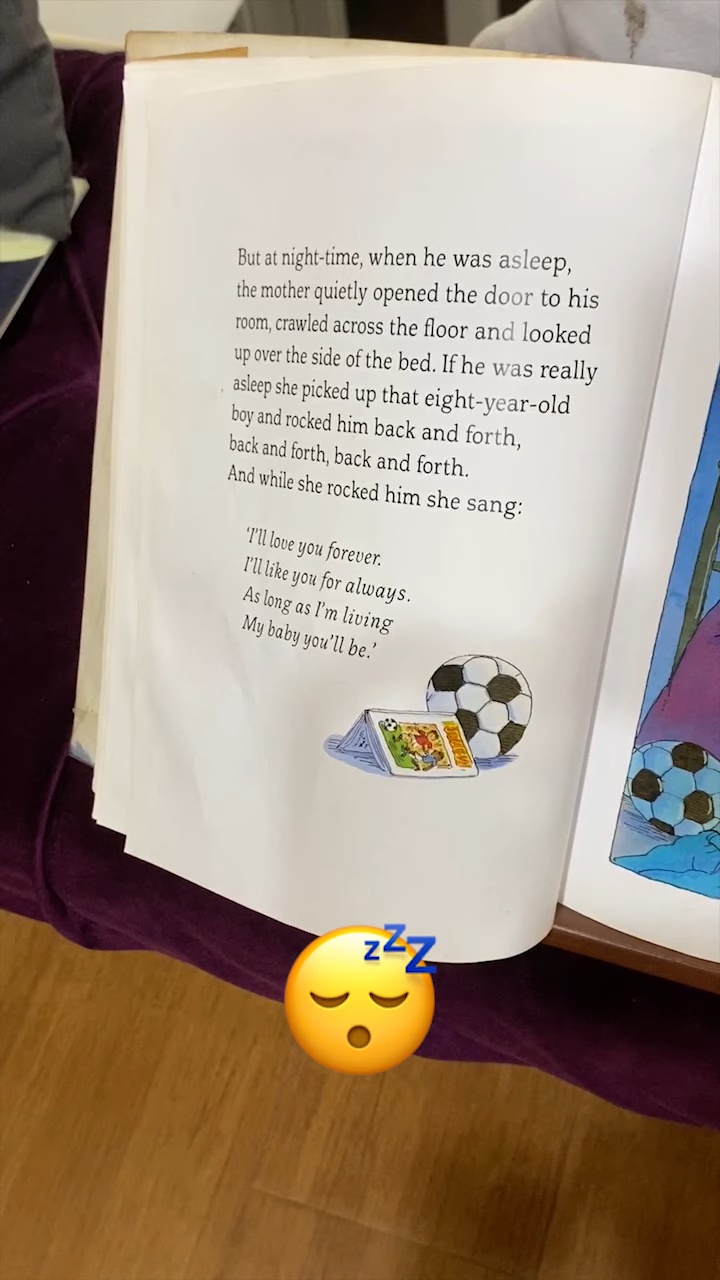 But at night-time, when he was asleep,
the mother quietly opened the door to his
room, crawled across the floor and looked
up over the side of the bed. If he was really
asleep she picked up that eight-year-old
boy and rocked him back and forth,
back and forth, back and forth.
And while she rocked him she sang:
‘I’ll love you forever.
I’ll like you for always.
As long as I’m living
My baby you’ll be.’
zZZ